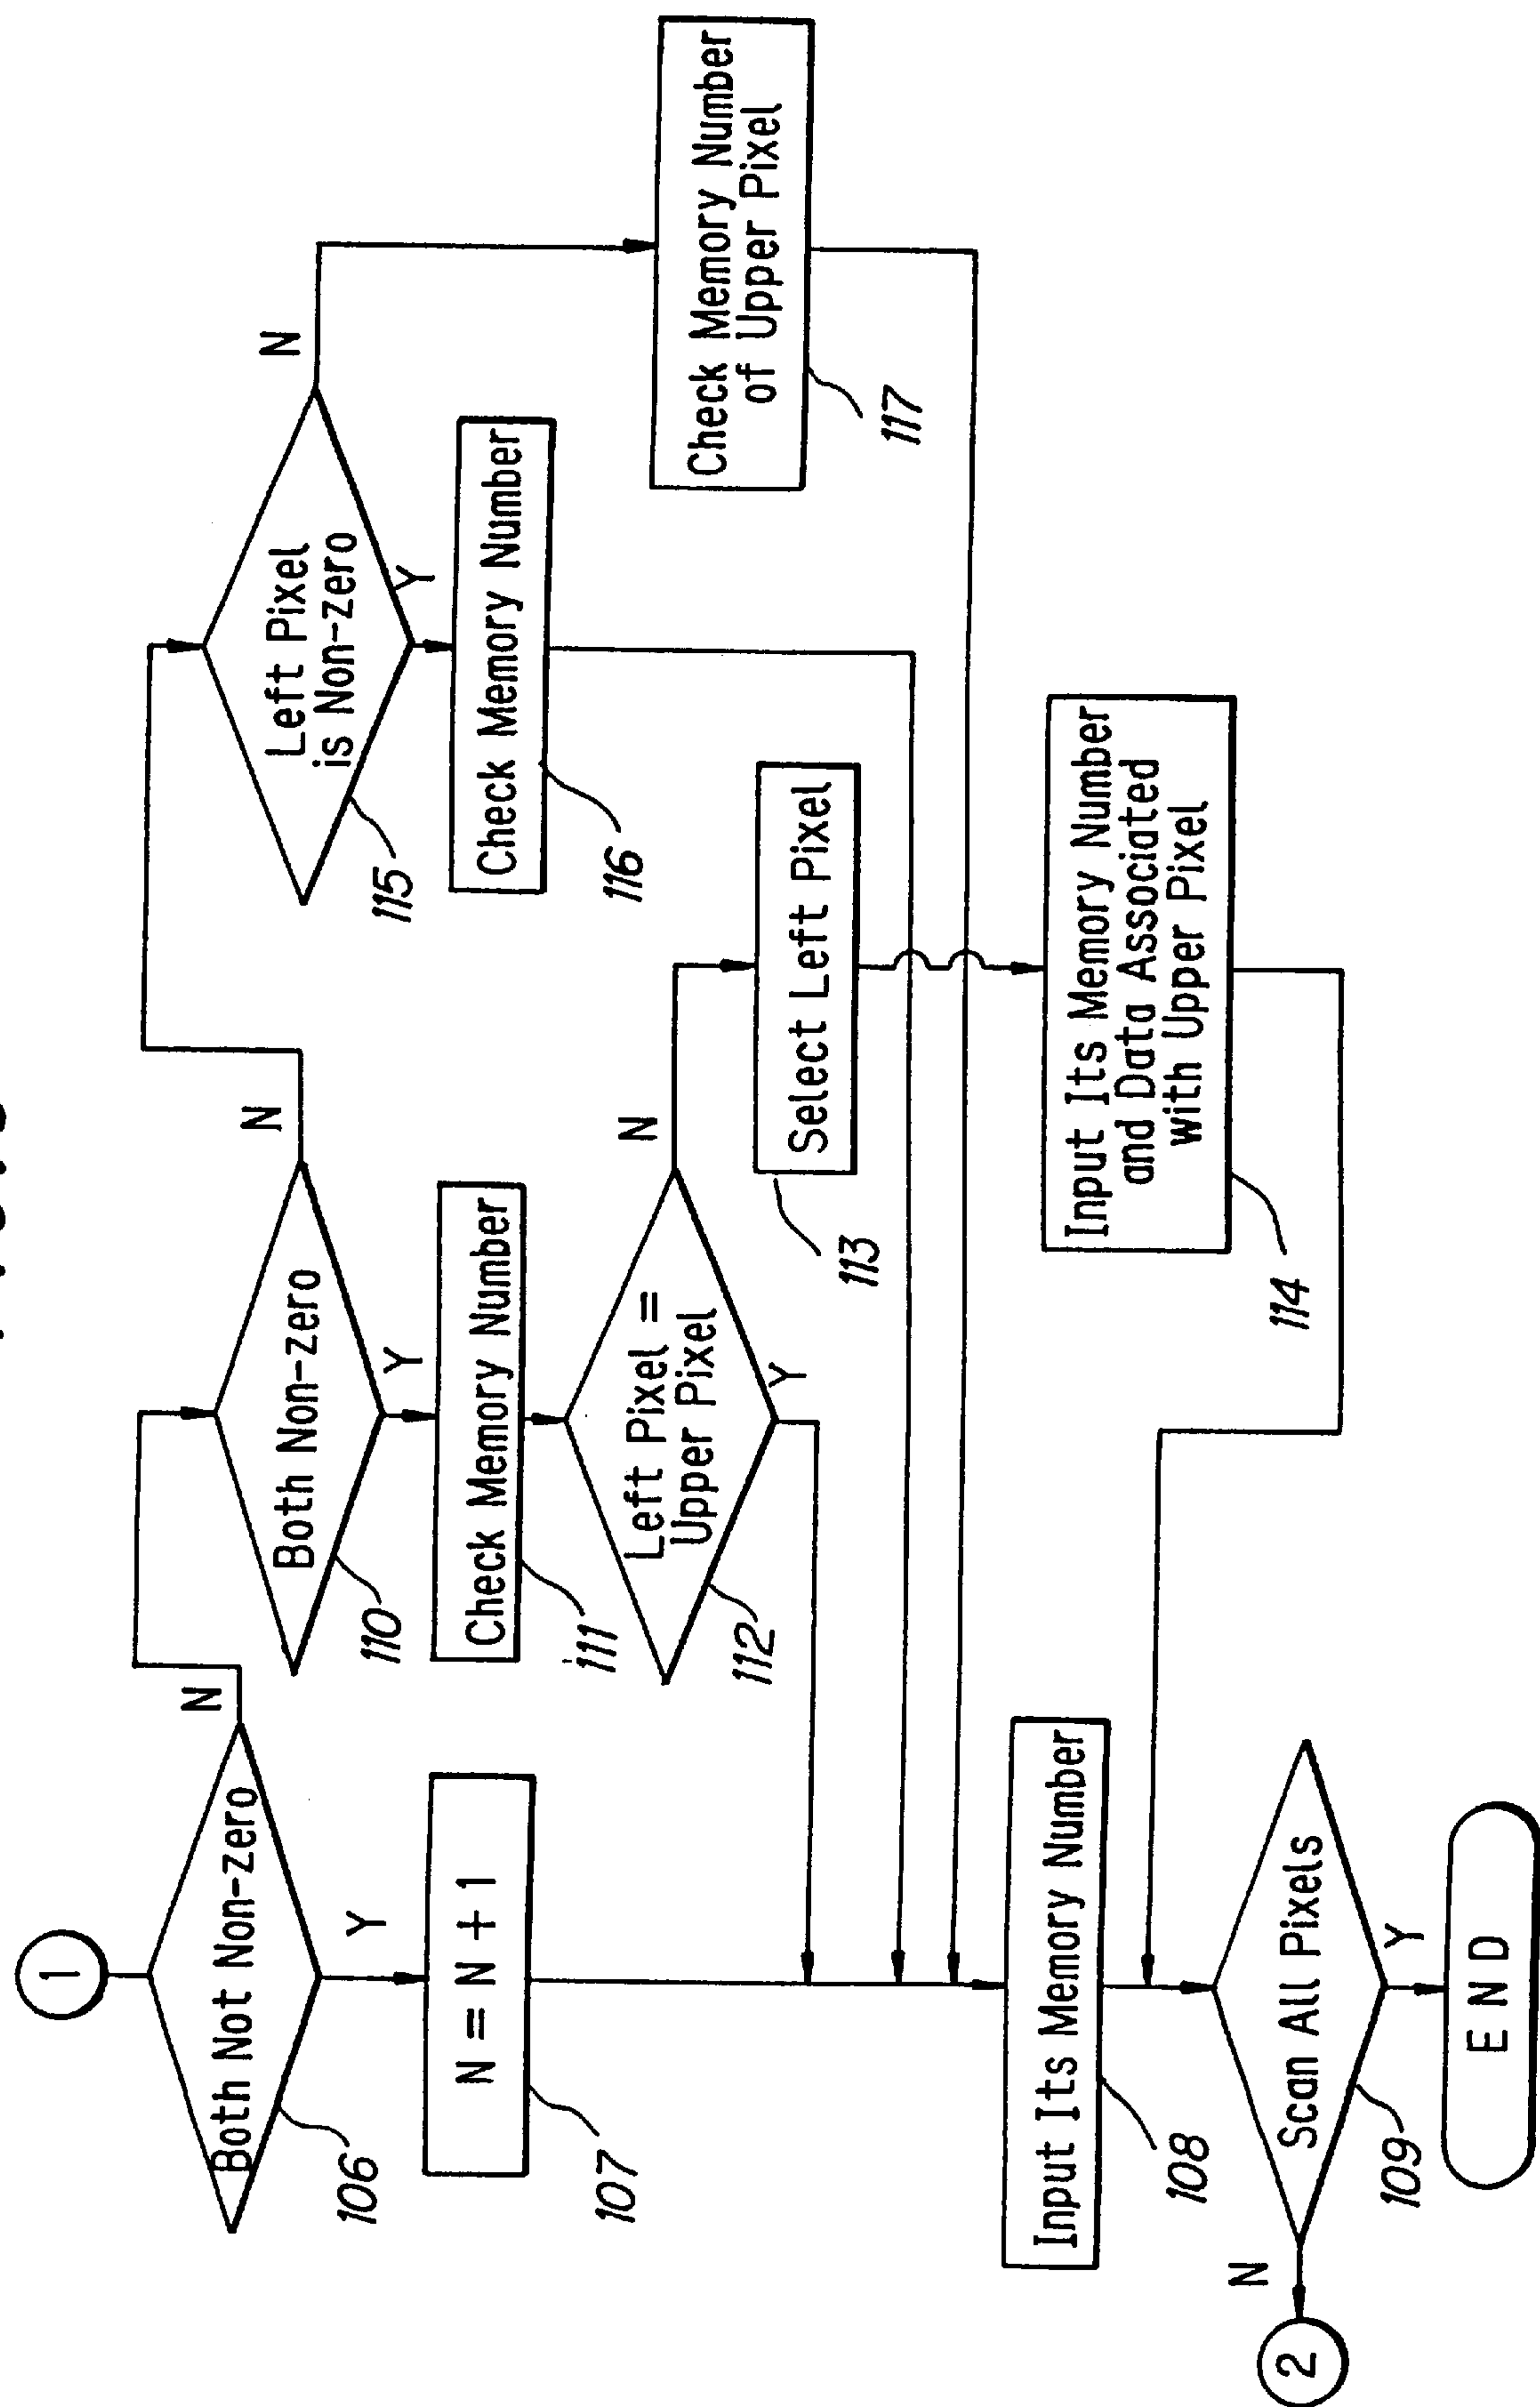 1
Both Not Non-zero
N
Y
106
N = N + 1
107
Both Non-zero
N
Y
110
Check Memory Number
111
Left Pixel =
Upper Pixel
N
Y
112
Select Left Pixel
113
Input Its Memory Number
and Data Associated
with Upper Pixel
114
Left Pixel
is Non-zero
N
Y
115
Check Memory Number
116
Check Memory Number
of Upper Pixel
117
Input Its Memory Number
108
Scan All Pixels
N
Y
109
2
END